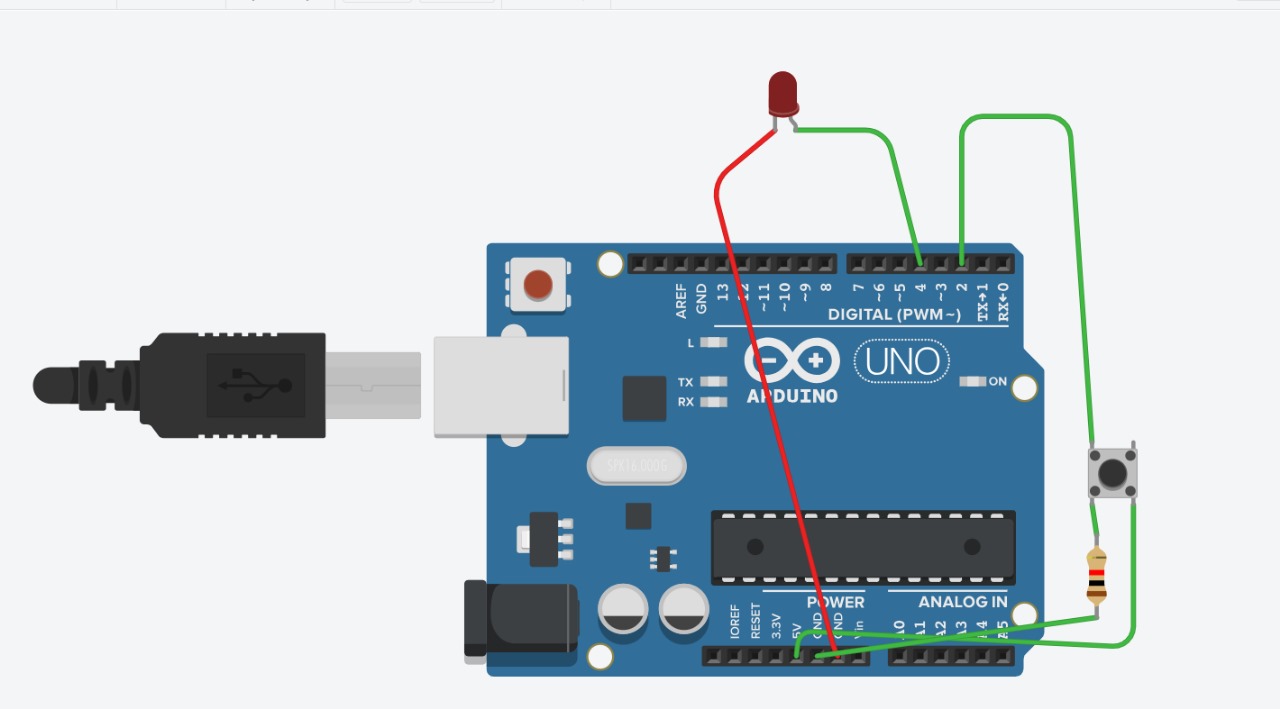 AREF
GND
13
12
~11
~10
~9
8
7
~6
~5
4
~3
2
TX→1
RX←0
DIGITAL (PWM~)
L
TX
RX
ARDUINO
UNO
ON
SPK16.000G
POWER
ANALOG IN
IOREF
RESET
3.3V
5V
GND
GND
Vin
A0
A1
A2
A3
A4
A5